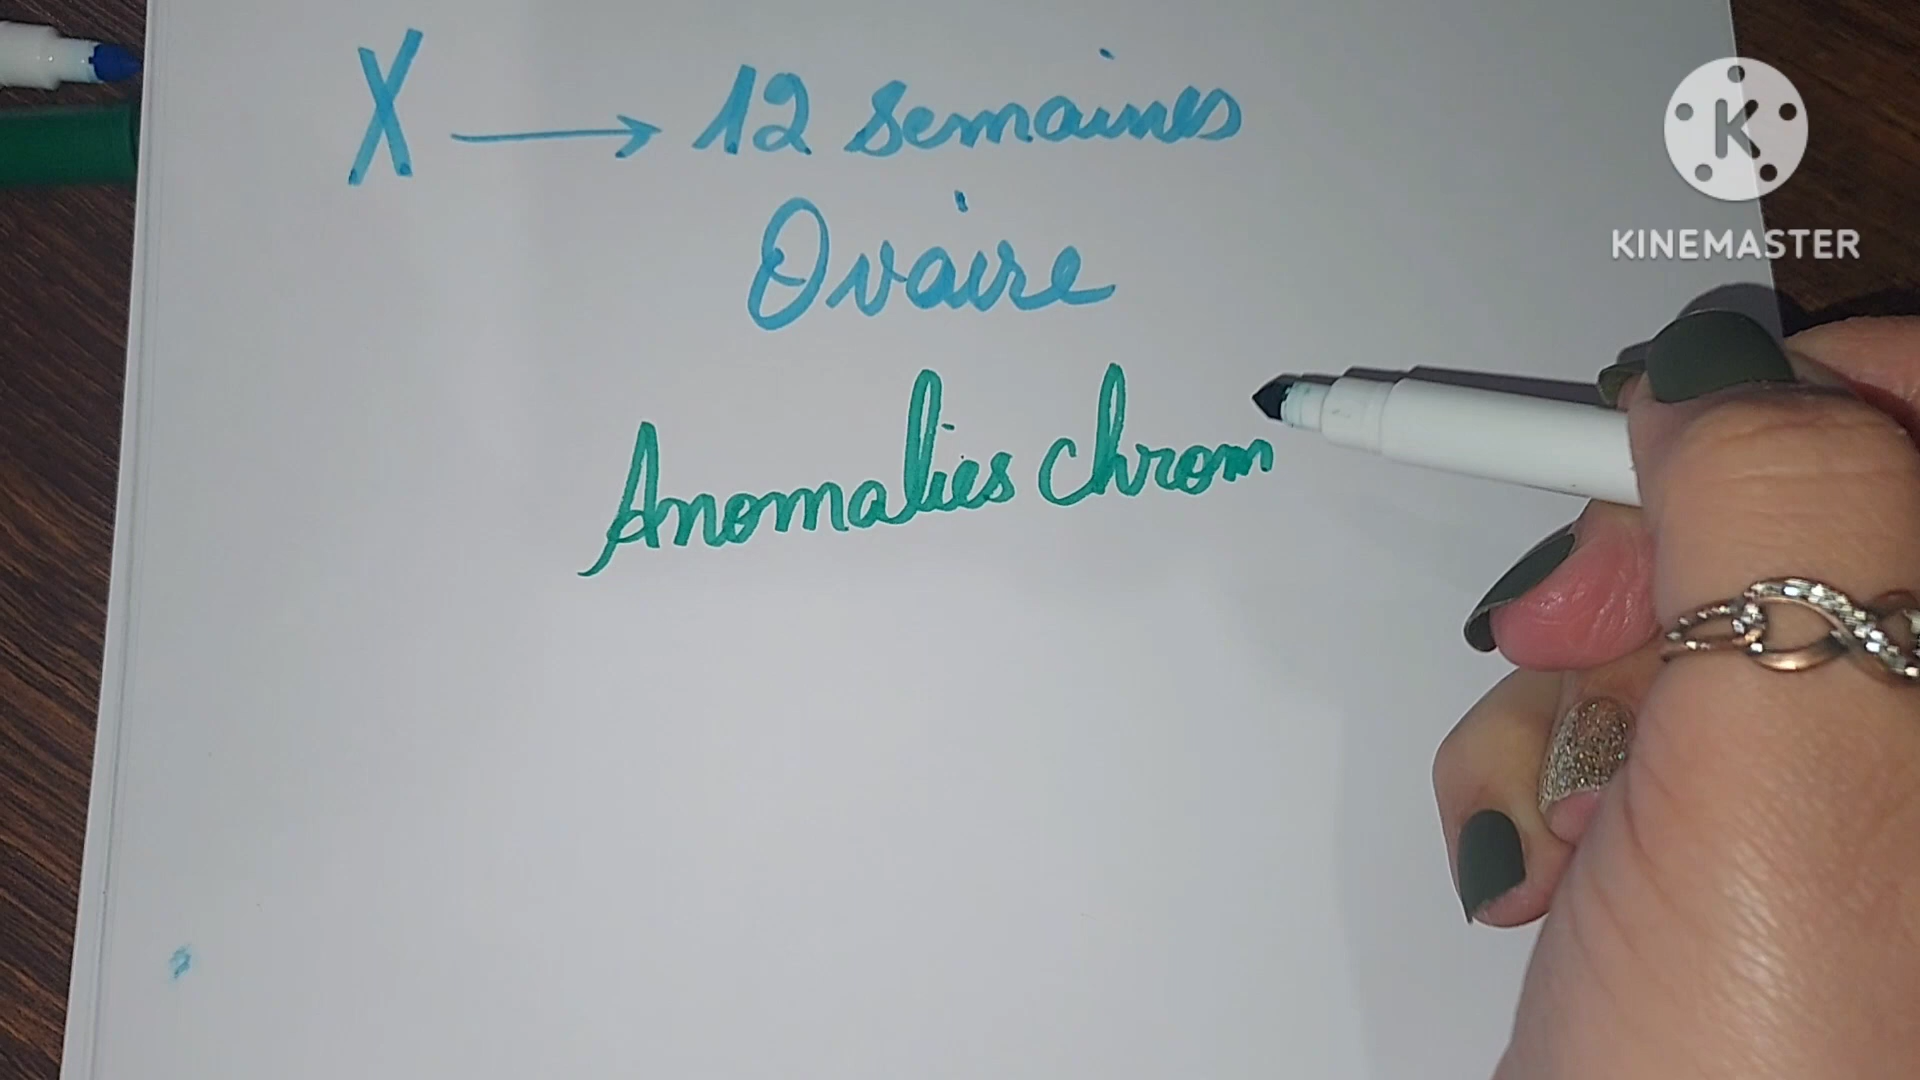 X → 12 semaines
Ovaire
Anomalies chrom
K
KINEMASTER